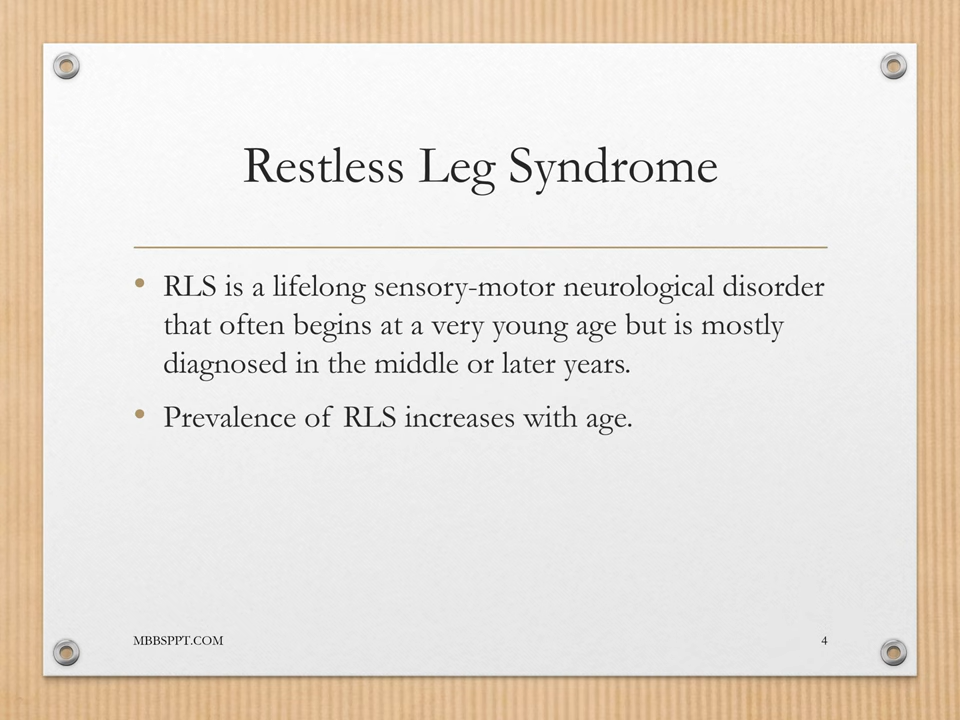 Restless Leg Syndrome
• RLS is a lifelong sensory-motor neurological disorder
that often begins at a very young age but is mostly
diagnosed in the middle or later years.
• Prevalence of RLS increases with age.
MBBSPPT.COM 4